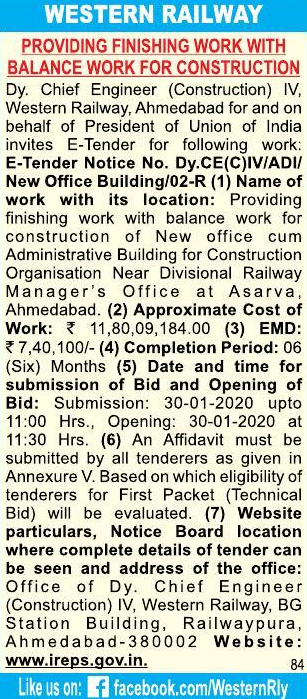 WESTERN RAILWAY
PROVIDING FINISHING WORK WITH
BALANCE WORK FOR CONSTRUCTION
Dy. Chief Engineer (Construction) IV,
Western Railway, Ahmedabad for and on
behalf of President of Union of India
invites E-Tender for following work:
E-Tender Notice No. Dy.CE(C)IV/ADI/
New Office Building/02-R (1) Name of
work with its location: Providing
finishing work with balance work for
construction of New office cum
Administrative Building for Construction
Organisation Near Divisional Railway
Manager's Office at Asarva,
Ahmedabad. (2) Approximate Cost of
Work: ₹ 11,80,09,184.00 (3) EMD:
₹ 7,40,100/- (4) Completion Period: 06
(Six) Months (5) Date and time for
submission of Bid and Opening of
Bid: Submission: 30-01-2020 upto
11:00 Hrs., Opening: 30-01-2020 at
11:30 Hrs. (6) An Affidavit must be
submitted by all tenderers as given in
Annexure V. Based on which eligibility of
tenderers for First Packet (Technical
Bid) will be evaluated. (7) Website
particulars, Notice Board location
where complete details of tender can
be seen and address of the office:
Office of Dy. Chief Engineer
(Construction) IV, Western Railway, BG
Station Building, Railwaypura,
Ahmedabad-380002 Website:
www.ireps.gov.in.
84
Like us on: f facebook.com/WesternRly